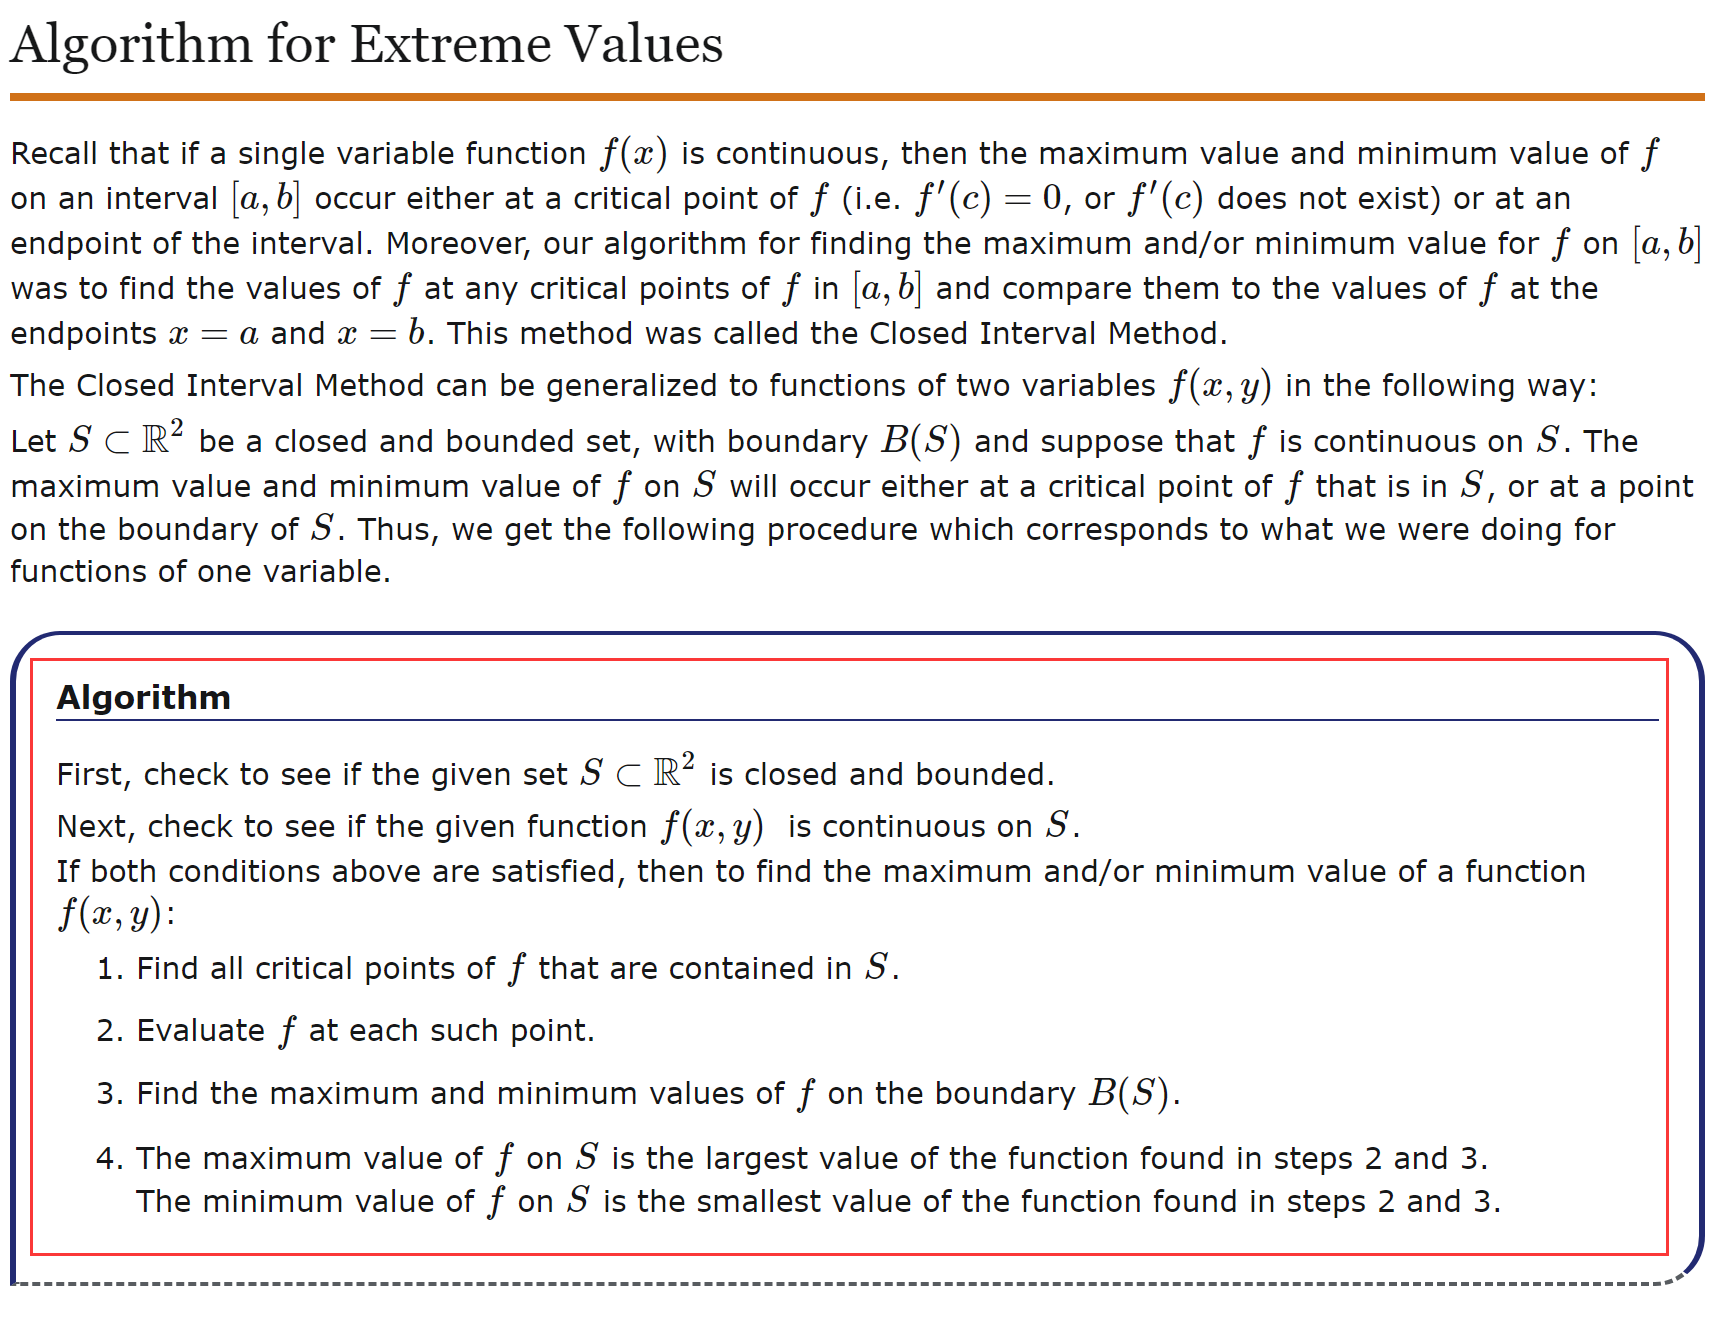 Algorithm for Extreme Values
Recall that if a single variable function f(x) is continuous, then the maximum value and minimum value of f
on an interval [a, b] occur either at a critical point of f (i.e. f′(c) = 0, or f′(c) does not exist) or at an
endpoint of the interval. Moreover, our algorithm for finding the maximum and/or minimum value for f on [a, b]
was to find the values of f at any critical points of f in [a, b] and compare them to the values of f at the
endpoints x = a and x = b. This method was called the Closed Interval Method.
The Closed Interval Method can be generalized to functions of two variables f(x, y) in the following way:
Let S ⊂ ℝ² be a closed and bounded set, with boundary B(S) and suppose that f is continuous on S. The
maximum value and minimum value of f on S will occur either at a critical point of f that is in S, or at a point
on the boundary of S. Thus, we get the following procedure which corresponds to what we were doing for
functions of one variable.
Algorithm
First, check to see if the given set S ⊂ ℝ² is closed and bounded.
Next, check to see if the given function f(x, y) is continuous on S.
If both conditions above are satisfied, then to find the maximum and/or minimum value of a function
f(x, y):
1. Find all critical points of f that are contained in S.
2. Evaluate f at each such point.
3. Find the maximum and minimum values of f on the boundary B(S).
4. The maximum value of f on S is the largest value of the function found in steps 2 and 3.
The minimum value of f on S is the smallest value of the function found in steps 2 and 3.